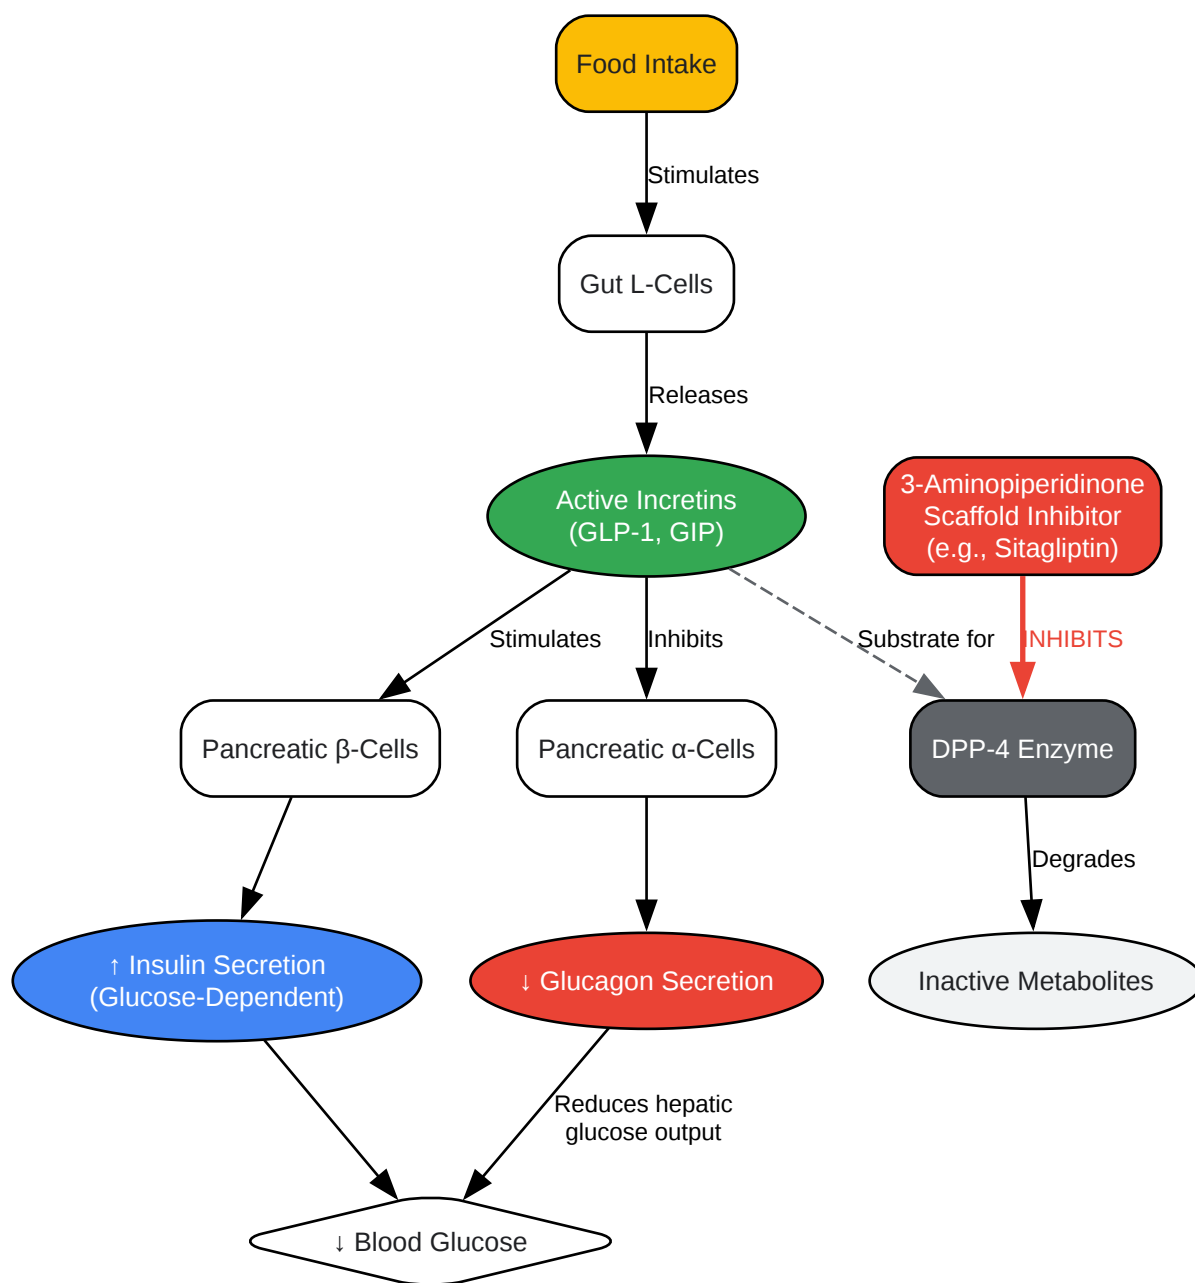 Food Intake
Stimulates
Gut L-Cells
Releases
Active Incretins
(GLP-1, GIP)
3-Aminopiperidinone
Scaffold Inhibitor
(e.g., Sitagliptin)
Stimulates
Inhibits
Substrate for
INHIBITS
Pancreatic β-Cells
Pancreatic α-Cells
DPP-4 Enzyme
Degrades
↑ Insulin Secretion
(Glucose-Dependent)
↓ Glucagon Secretion
Inactive Metabolites
Reduces hepatic
glucose output
↓ Blood Glucose